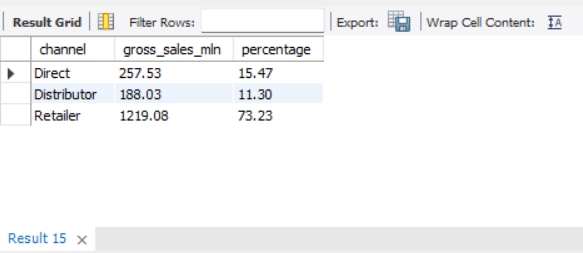 Result Grid Filter Rows: Export: Wrap Cell Content: IA
channel gross_sales_mln percentage
Direct 257.53 15.47
Distributor 188.03 11.30
Retailer 1219.08 73.23
Result 15 ×